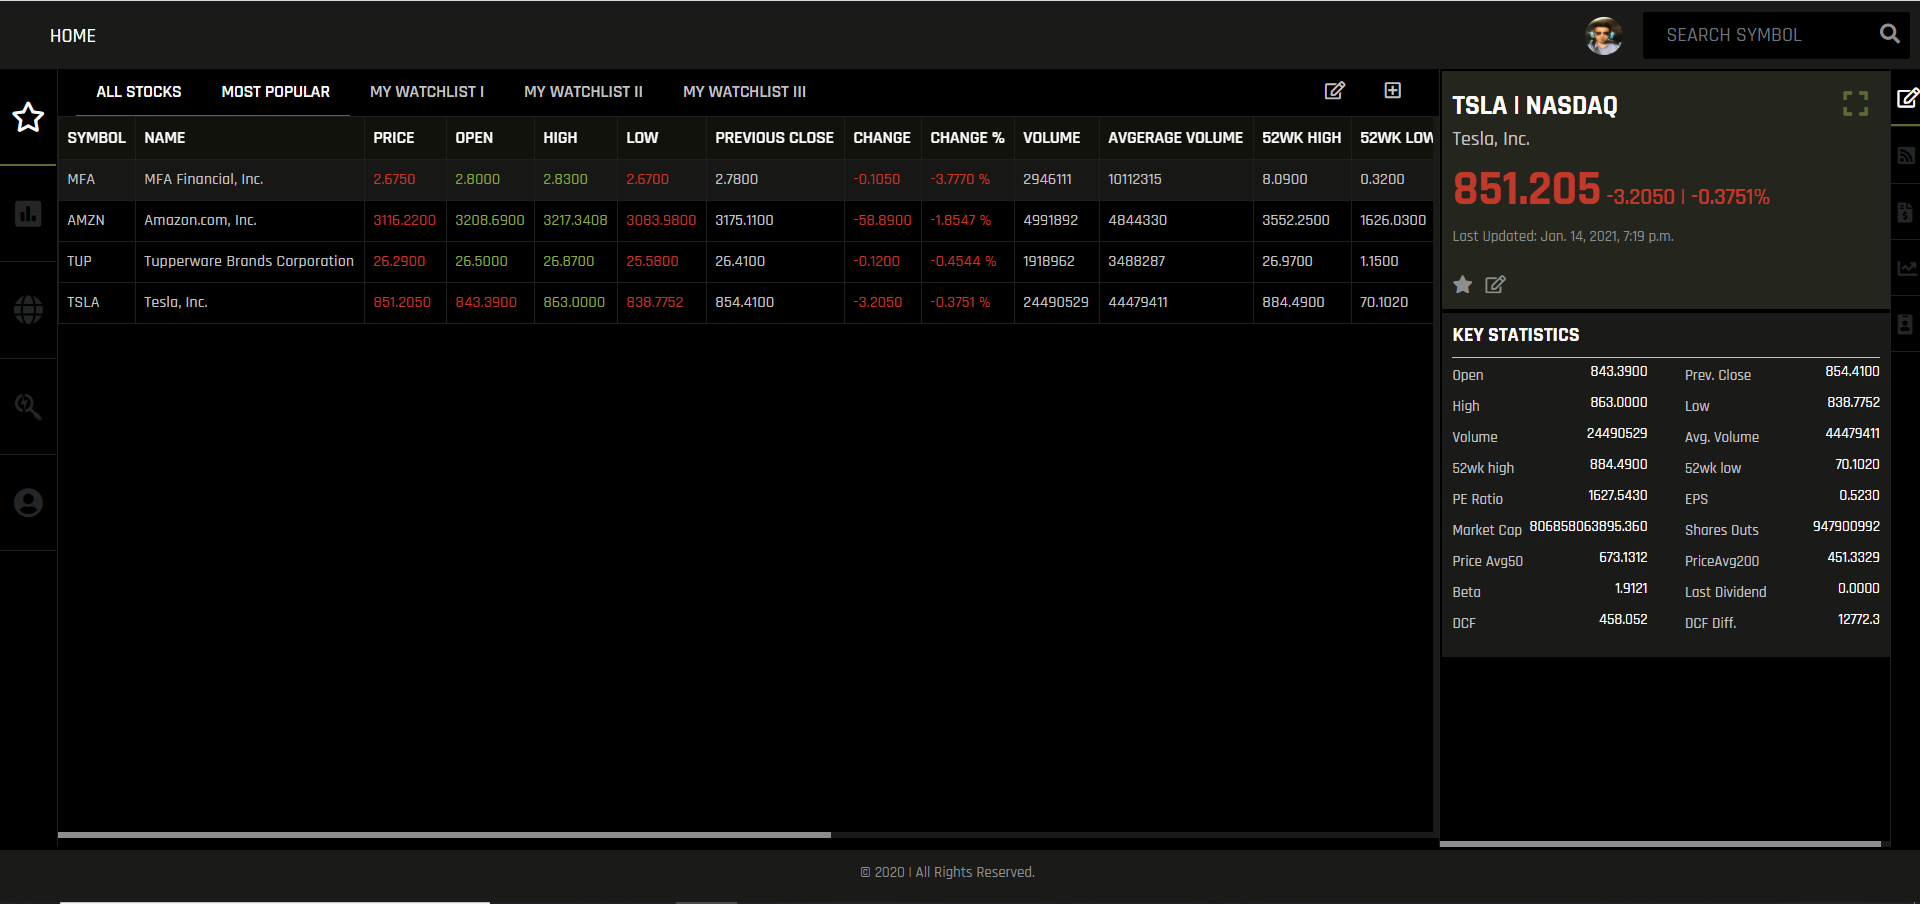 HOME
SEARCH SYMBOL
ALL STOCKS MOST POPULAR MY WATCHLIST I MY WATCHLIST II MY WATCHLIST III
SYMBOL NAME PRICE OPEN HIGH LOW PREVIOUS CLOSE CHANGE CHANGE % VOLUME AVGERAGE VOLUME 52WK HIGH 52WK LOW
MFA MFA Financial, Inc. 2.6750 2.8000 2.8300 2.6700 2.7800 -0.1050 -3.7770 % 2946111 10112315 8.0900 0.3200
AMZN Amazon.com, Inc. 3116.2200 3208.6900 3217.3408 3083.9800 3175.1100 -58.8900 -1.8547 % 4991892 4844330 3552.2500 1626.0300
TUP Tupperware Brands Corporation 26.2900 26.5000 26.8700 25.5800 26.4100 -0.1200 -0.4544 % 1918962 3488287 26.9700 1.1500
TSLA Tesla, Inc. 851.2050 843.3900 863.0000 838.7752 854.4100 -3.2050 -0.3751 % 24490529 44479411 884.4900 70.1020
TSLA | NASDAQ
Tesla, Inc.
851.205 -3.2050 | -0.3751%
Last Updated: Jan. 14, 2021, 7:19 p.m.
KEY STATISTICS
Open 843.3900 Prev. Close 854.4100
High 863.0000 Low 838.7752
Volume 24490529 Avg. Volume 44479411
52wk high 884.4900 52wk low 70.1020
PE Ratio 1627.5430 EPS 0.5230
Market Cap 806858063895.360 Shares Outs 947900992
Price Avg50 673.1312 PriceAvg200 451.3329
Beta 1.9121 Last Dividend 0.0000
DCF 458.052 DCF Diff. 12772.3
© 2020 | All Rights Reserved.